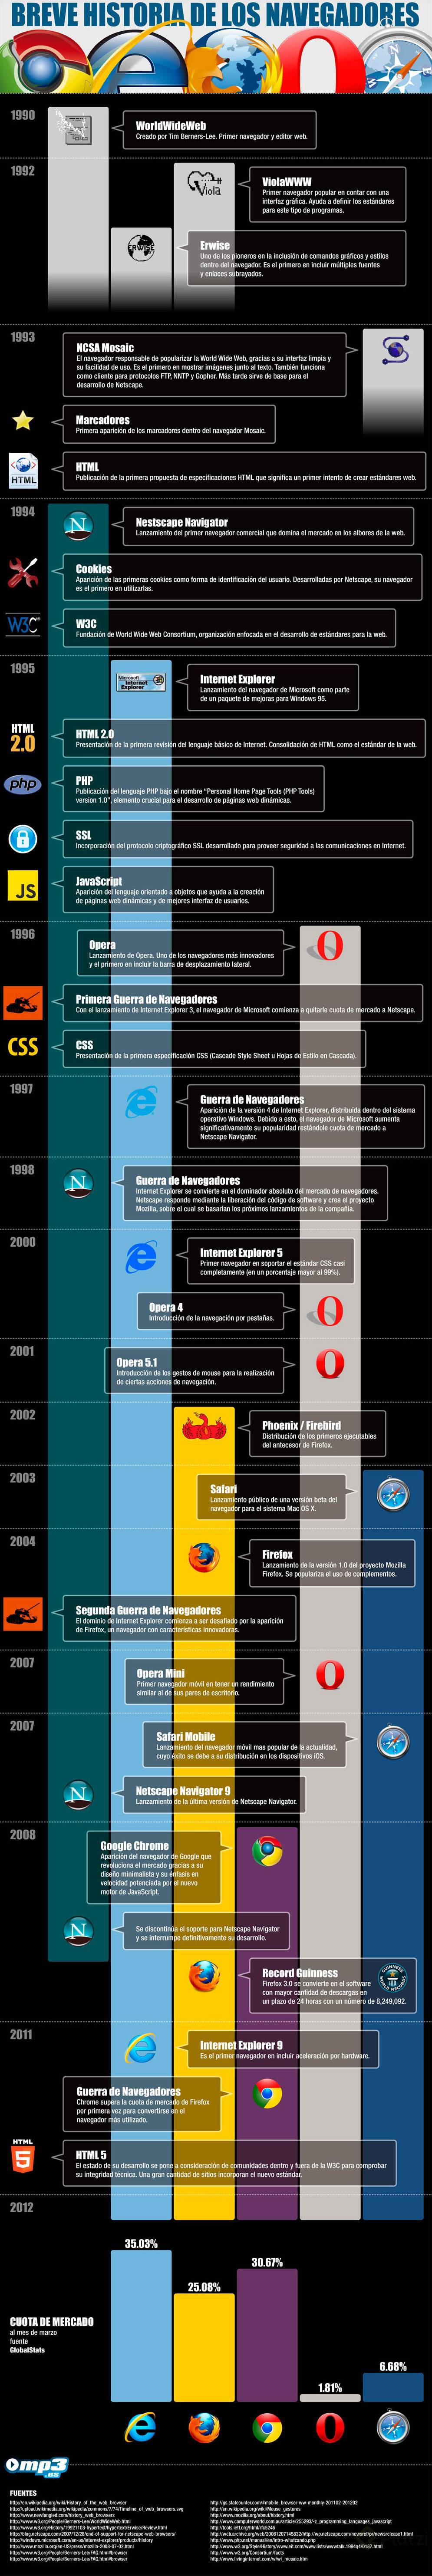 BREVE HISTORIA DE LOS NAVEGADORES
1990
WorldWideWeb
Creado por Tim Berners-Lee. Primer navegador y editor web.
1992
Viola
ViolaWWW
Primer navegador popular en contar con una
interfaz gráfica. Ayuda a definir los estándares
para este tipo de programas.
ERWISE
Erwise
Uno de los pioneros en la inclusión de comandos gráficos y estilos
dentro del navegador. Es el primero en incluir múltiples fuentes
y enlaces subrayados.
1993
NCSA Mosaic
El navegador responsable de popularizar la World Wide Web, gracias a su interfaz limpia y
su facilidad de uso. Es el primero en mostrar imágenes junto al texto. También funciona
como cliente para protocolos FTP, NNTP y Gopher. Más tarde sirve de base para el
desarrollo de Netscape.
Marcadores
Primera aparición de los marcadores dentro del navegador Mosaic.
HTML
HTML
Publicación de la primera propuesta de especificaciones HTML que significa un primer intento de crear estándares web.
1994
N
Nestscape Navigator
Lanzamiento del primer navegador comercial que domina el mercado en los albores de la web.
Cookies
Aparición de las primeras cookies como forma de identificación del usuario. Desarrolladas por Netscape, su navegador
es el primero en utilizarlas.
W3C
W3C
Fundación de World Wide Web Consortium, organización enfocada en el desarrollo de estándares para la web.
1995
Microsoft
Internet
Explorer
Internet Explorer
Lanzamiento del navegador de Microsoft como parte
de un paquete de mejoras para Windows 95.
HTML
2.0
HTML 2.0
Presentación de la primera revisión del lenguaje básico de Internet. Consolidación de HTML como el estándar de la web.
php
PHP
Publicación del lenguaje PHP bajo el nombre "Personal Home Page Tools (PHP Tools)
version 1.0", elemento crucial para el desarrollo de páginas web dinámicas.
SSL
Incorporación del protocolo criptográfico SSL desarrollado para proveer seguridad a las comunicaciones en Internet.
JS
JavaScript
Aparición del lenguaje orientado a objetos que ayuda a la creación
de páginas web dinámicas y de mejores interfaz de usuarios.
1996
Opera
Lanzamiento de Opera. Uno de los navegadores más innovadores
y el primero en incluir la barra de desplazamiento lateral.
Primera Guerra de Navegadores
Con el lanzamiento de Internet Explorer 3, el navegador de Microsoft comienza a quitarle cuota de mercado a Netscape.
CSS
CSS
Presentación de la primera especificación CSS (Cascade Style Sheet u Hojas de Estilo en Cascada).
1997
Guerra de Navegadores
Aparición de la versión 4 de Internet Explorer, distribuida dentro del sistema
operativo Windows. Debido a esto, el navegador de Microsoft aumenta
significativamente su popularidad restándole cuota de mercado a
Netscape Navigator.
1998
N
Guerra de Navegadores
Internet Explorer se convierte en el dominador absoluto del mercado de navegadores.
Netscape responde mediante la liberación del código de software y crea el proyecto
Mozilla, sobre el cual se basarían los próximos lanzamientos de la compañía.
2000
Internet Explorer 5
Primer navegador en soportar el estándar CSS casi
completamente (en un porcentaje mayor al 99%).
Opera 4
Introducción de la navegación por pestañas.
2001
Opera 5.1
Introducción de los gestos de mouse para la realización
de ciertas acciones de navegación.
2002
Phoenix / Firebird
Distribución de los primeros ejecutables
del antecesor de Firefox.
2003
Safari
Lanzamiento público de una versión beta del
navegador para el sistema Mac OS X.
2004
Firefox
Lanzamiento de la versión 1.0 del proyecto Mozilla
Firefox. Se populariza el uso de complementos.
Segunda Guerra de Navegadores
El dominio de Internet Explorer comienza a ser desafiado por la aparición
de Firefox, un navegador con características innovadoras.
2007
Opera Mini
Primer navegador móvil en tener un rendimiento
similar al de sus pares de escritorio.
2007
Safari Mobile
Lanzamiento del navegador móvil mas popular de la actualidad,
cuyo éxito se debe a su distribución en los dispositivos iOS.
N
Netscape Navigator 9
Lanzamiento de la última versión de Netscape Navigator.
2008
Google Chrome
Aparición del navegador de Google que
revoluciona el mercado gracias a su
diseño minimalista y su énfasis en
velocidad potenciada por el nuevo
motor de JavaScript.
N
Se discontinúa el soporte para Netscape Navigator
y se interrumpe definitivamente su desarrollo.
Record Guinness
Firefox 3.0 se convierte en el software
con mayor cantidad de descargas en
un plazo de 24 horas con un número de 8,249,092.
GUINNESS
WORLD RECORDS
2011
Internet Explorer 9
Es el primer navegador en incluir aceleración por hardware.
Guerra de Navegadores
Chrome supera la cuota de mercado de Firefox
por primera vez para convertirse en el
navegador más utilizado.
HTML
5
HTML 5
El estado de su desarrollo se pone a consideración de comunidades dentro y fuera de la W3C para comprobar
su integridad técnica. Una gran cantidad de sitios incorporan el nuevo estándar.
2012
35.03%
25.08%
30.67%
1.81%
6.68%
CUOTA DE MERCADO
al mes de marzo
fuente
GlobalStats
mp3
.es
FUENTES
http://en.wikipedia.org/wiki/History_of_the_web_browser